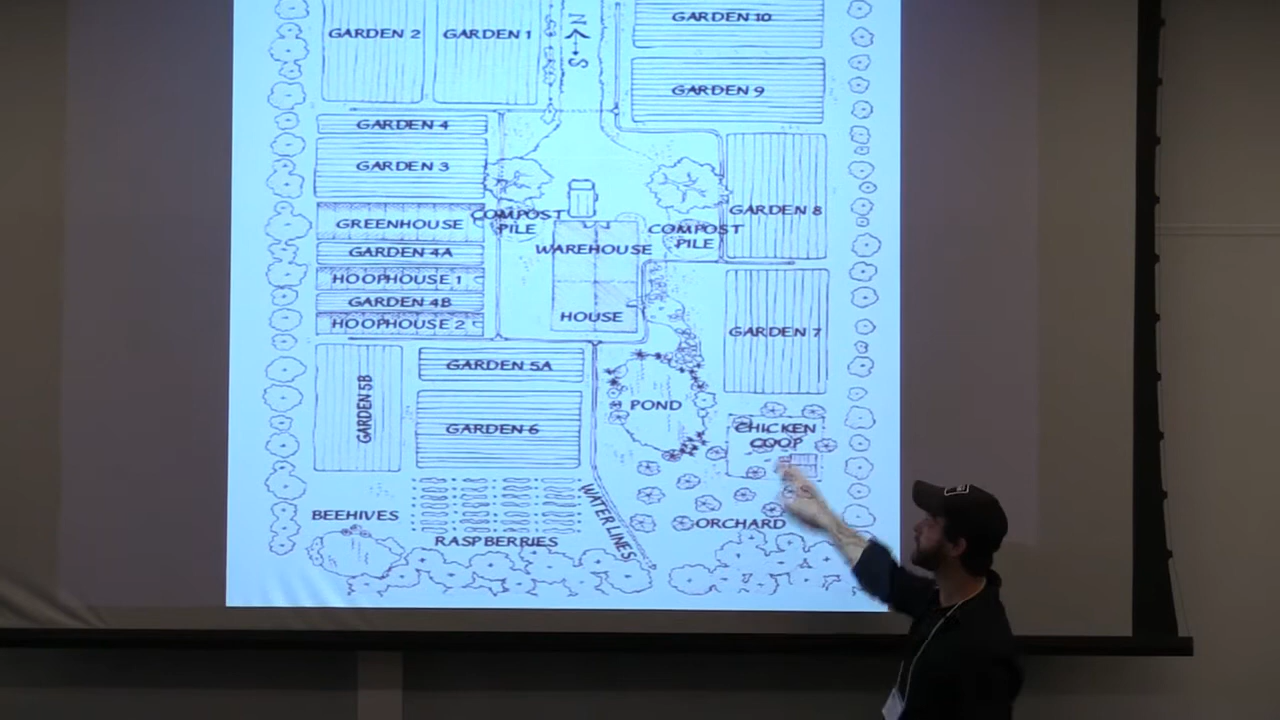 GARDEN 2
GARDEN 1
N
S
GARDEN 10
GARDEN 9
GARDEN 4
GARDEN 3
GREENHOUSE
COMPOST
PILE
GARDEN 8
WAREHOUSE
COMPOST
PILE
GARDEN 4A
HOOPHOUSE 1
GARDEN 4B
HOOPHOUSE 2
HOUSE
GARDEN 7
GARDEN 5A
GARDEN 5B
GARDEN 6
POND
CHICKEN
COOP
BEEHIVES
RASPBERRIES
WATER LINES
ORCHARD